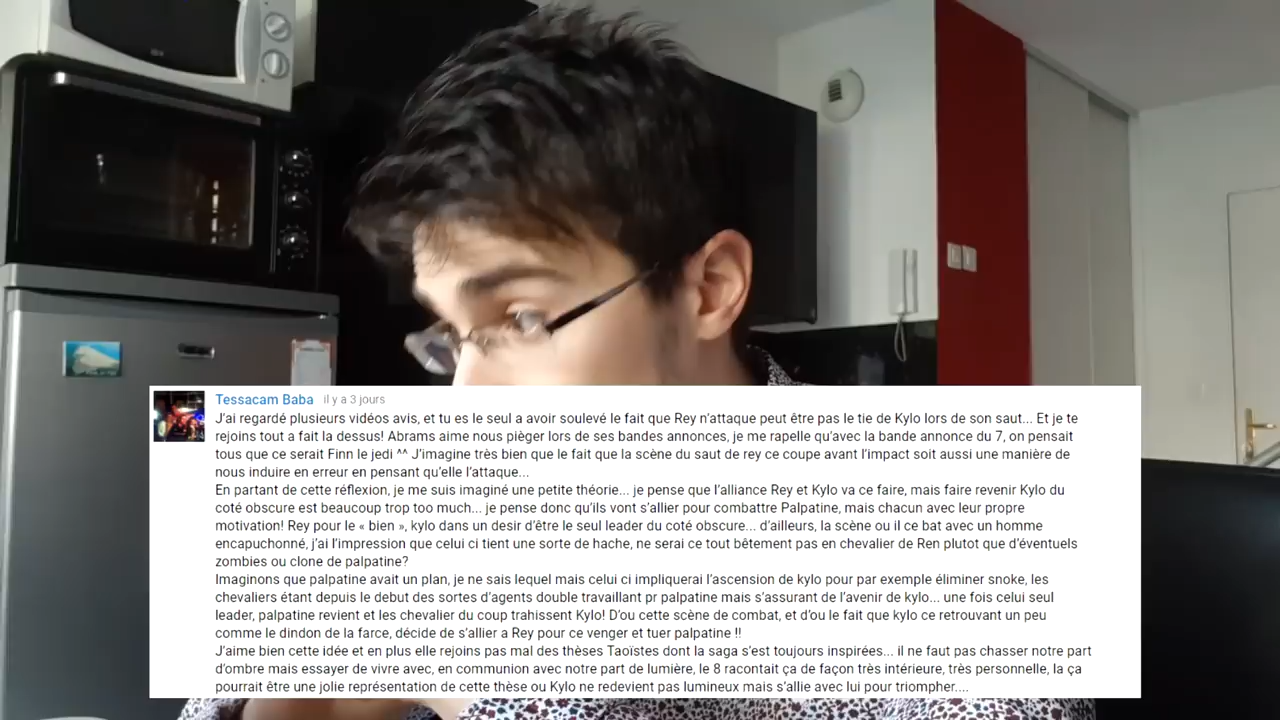 Tessacam Baba il y a 3 jours
J'ai regardé plusieurs vidéos avis, et tu es le seul a avoir soulevé le fait que Rey n'attaque peut être pas le tie de Kylo lors de son saut... Et je te
rejoins tout a fait la dessus! Abrams aime nous pièger lors de ses bandes annonces, je me rapelle qu'avec la bande annonce du 7, on pensait
tous que ce serait Finn le jedi ^^ J'imagine très bien que le fait que la scène du saut de rey ce coupe avant l'impact soit aussi une manière de
nous induire en erreur en pensant qu'elle l'attaque...
En partant de cette réflexion, je me suis imaginé une petite théorie... je pense que l'alliance Rey et Kylo va ce faire, mais faire revenir Kylo du
coté obscure est beaucoup trop too much... je pense donc qu'ils vont s'allier pour combattre Palpatine, mais chacun avec leur propre
motivation! Rey pour le « bien », kylo dans un desir d'être le seul leader du coté obscure... d'ailleurs, la scène ou il ce bat avec un homme
encapuchonné, j'ai l'impression que celui ci tient une sorte de hache, ne serai ce tout bêtement pas en chevalier de Ren plutot que d'éventuels
zombies ou clone de palpatine?
Imaginons que palpatine avait un plan, je ne sais lequel mais celui ci impliquerai l'ascension de kylo pour par exemple éliminer snoke, les
chevaliers étant depuis le debut des sortes d'agents double travaillant pr palpatine mais s'assurant de l'avenir de kylo... une fois celui seul
leader, palpatine revient et les chevalier du coup trahissent Kylo! D'ou cette scène de combat, et d'ou le fait que kylo ce retrouvant un peu
comme le dindon de la farce, décide de s'allier a Rey pour ce venger et tuer palpatine !!
J'aime bien cette idée et en plus elle rejoins pas mal des thèses Taoïstes dont la saga s'est toujours inspirées... il ne faut pas chasser notre part
d'ombre mais essayer de vivre avec, en communion avec notre part de lumière, le 8 racontait ça de façon très intérieure, très personnelle, la ça
pourrait être une jolie représentation de cette thèse ou Kylo ne redevient pas lumineux mais s'allie avec lui pour triompher....